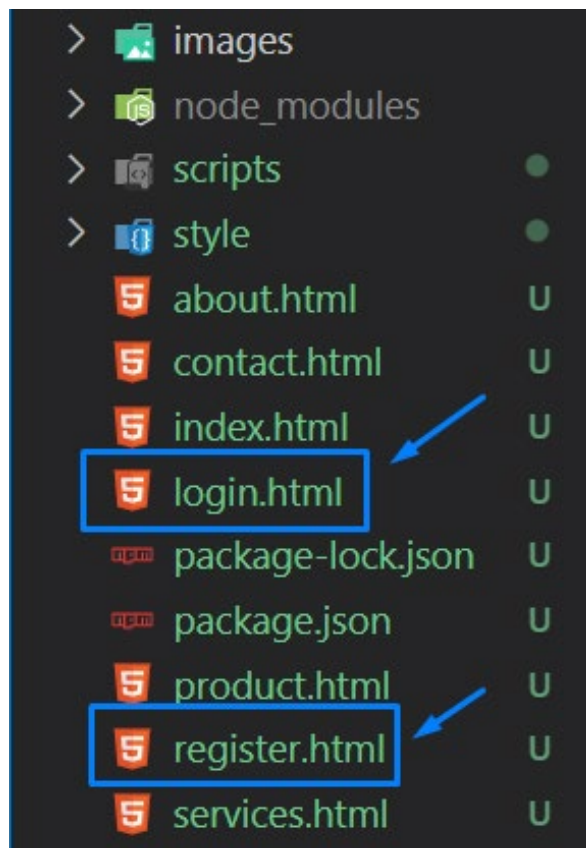 images
node_modules
scripts
style
about.html U
contact.html U
index.html U
login.html U
package-lock.json U
package.json U
product.html U
register.html U
services.html U